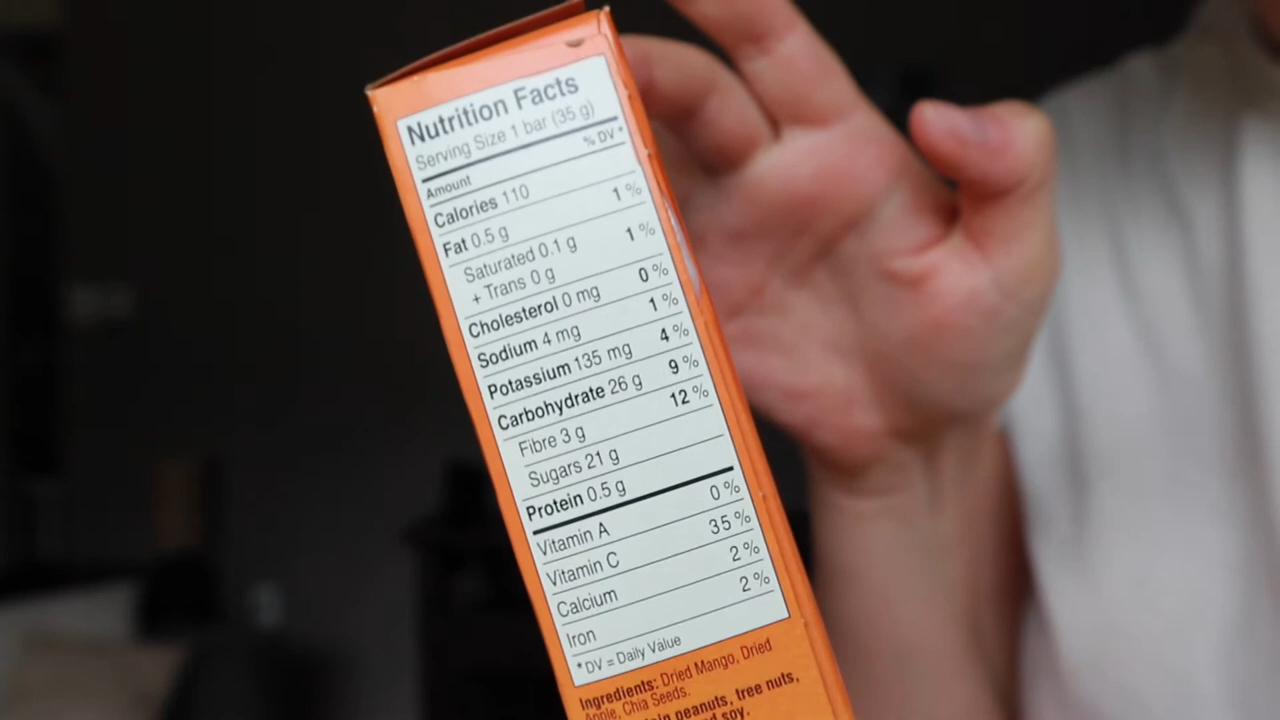 Nutrition Facts
Serving Size 1 bar (35 g)
Amount % DV *
Calories 110
Fat 0.5 g 1 %
Saturated 0.1 g 1 %
+ Trans 0 g
Cholesterol 0 mg 0 %
Sodium 4 mg 1 %
Potassium 135 mg 4 %
Carbohydrate 26 g 9 %
Fibre 3 g 12 %
Sugars 21 g
Protein 0.5 g
Vitamin A 0 %
Vitamin C 35 %
Calcium 2 %
Iron 2 %
* DV = Daily Value
Ingredients: Dried Mango, Dried
Apple, Chia Seeds.
peanuts, tree nuts,
soy.